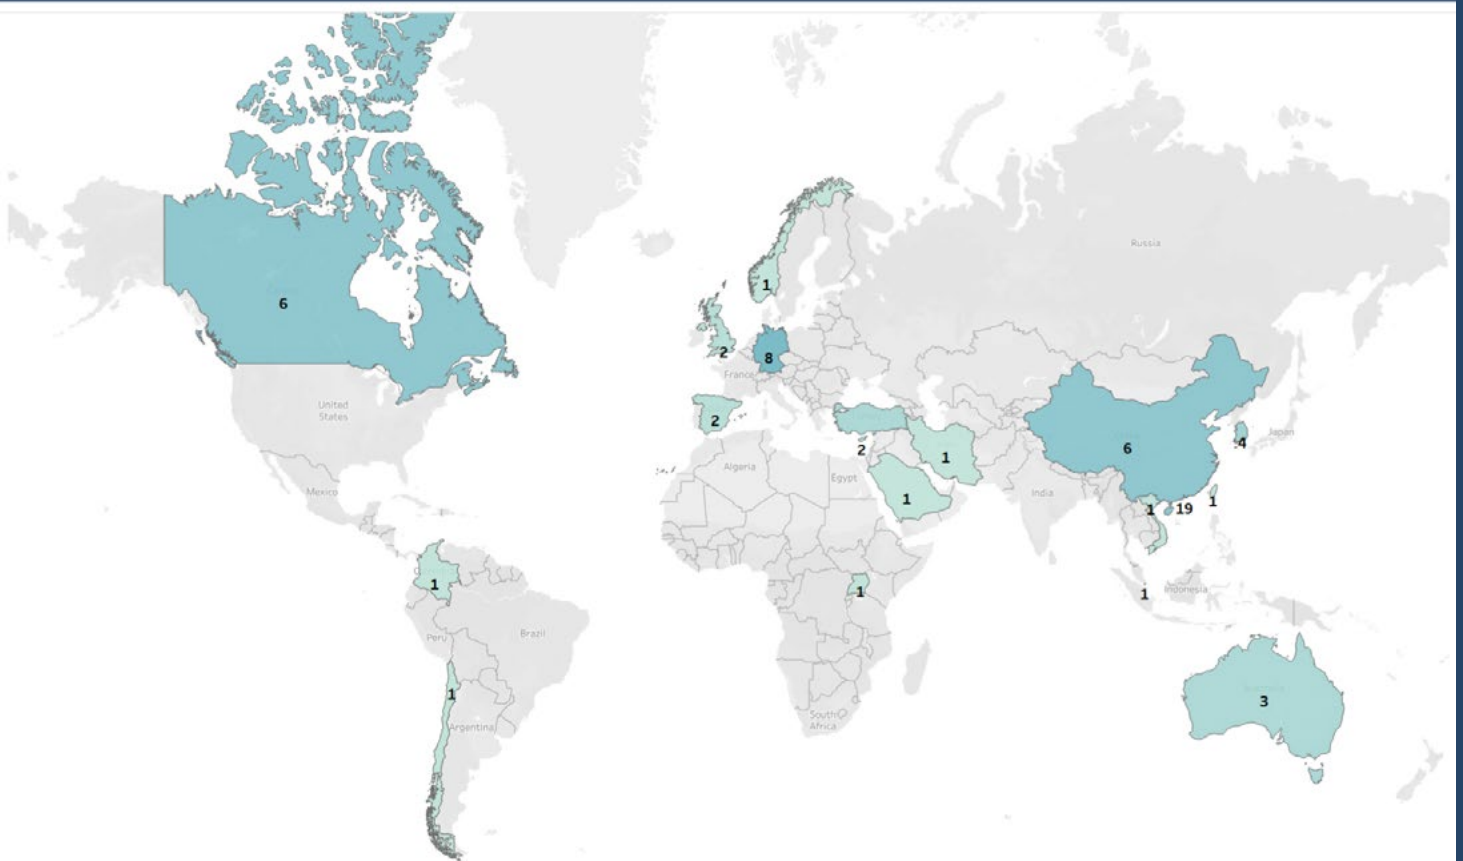 Russia
6
1
2
8
France
United
States
2
2
1
6
4
Japan
Algeria
Egypt
1
India
1
19
1
Mexico
1
1
1
Indonesia
Peru
Brazil
1
3
South
Africa
Argentina